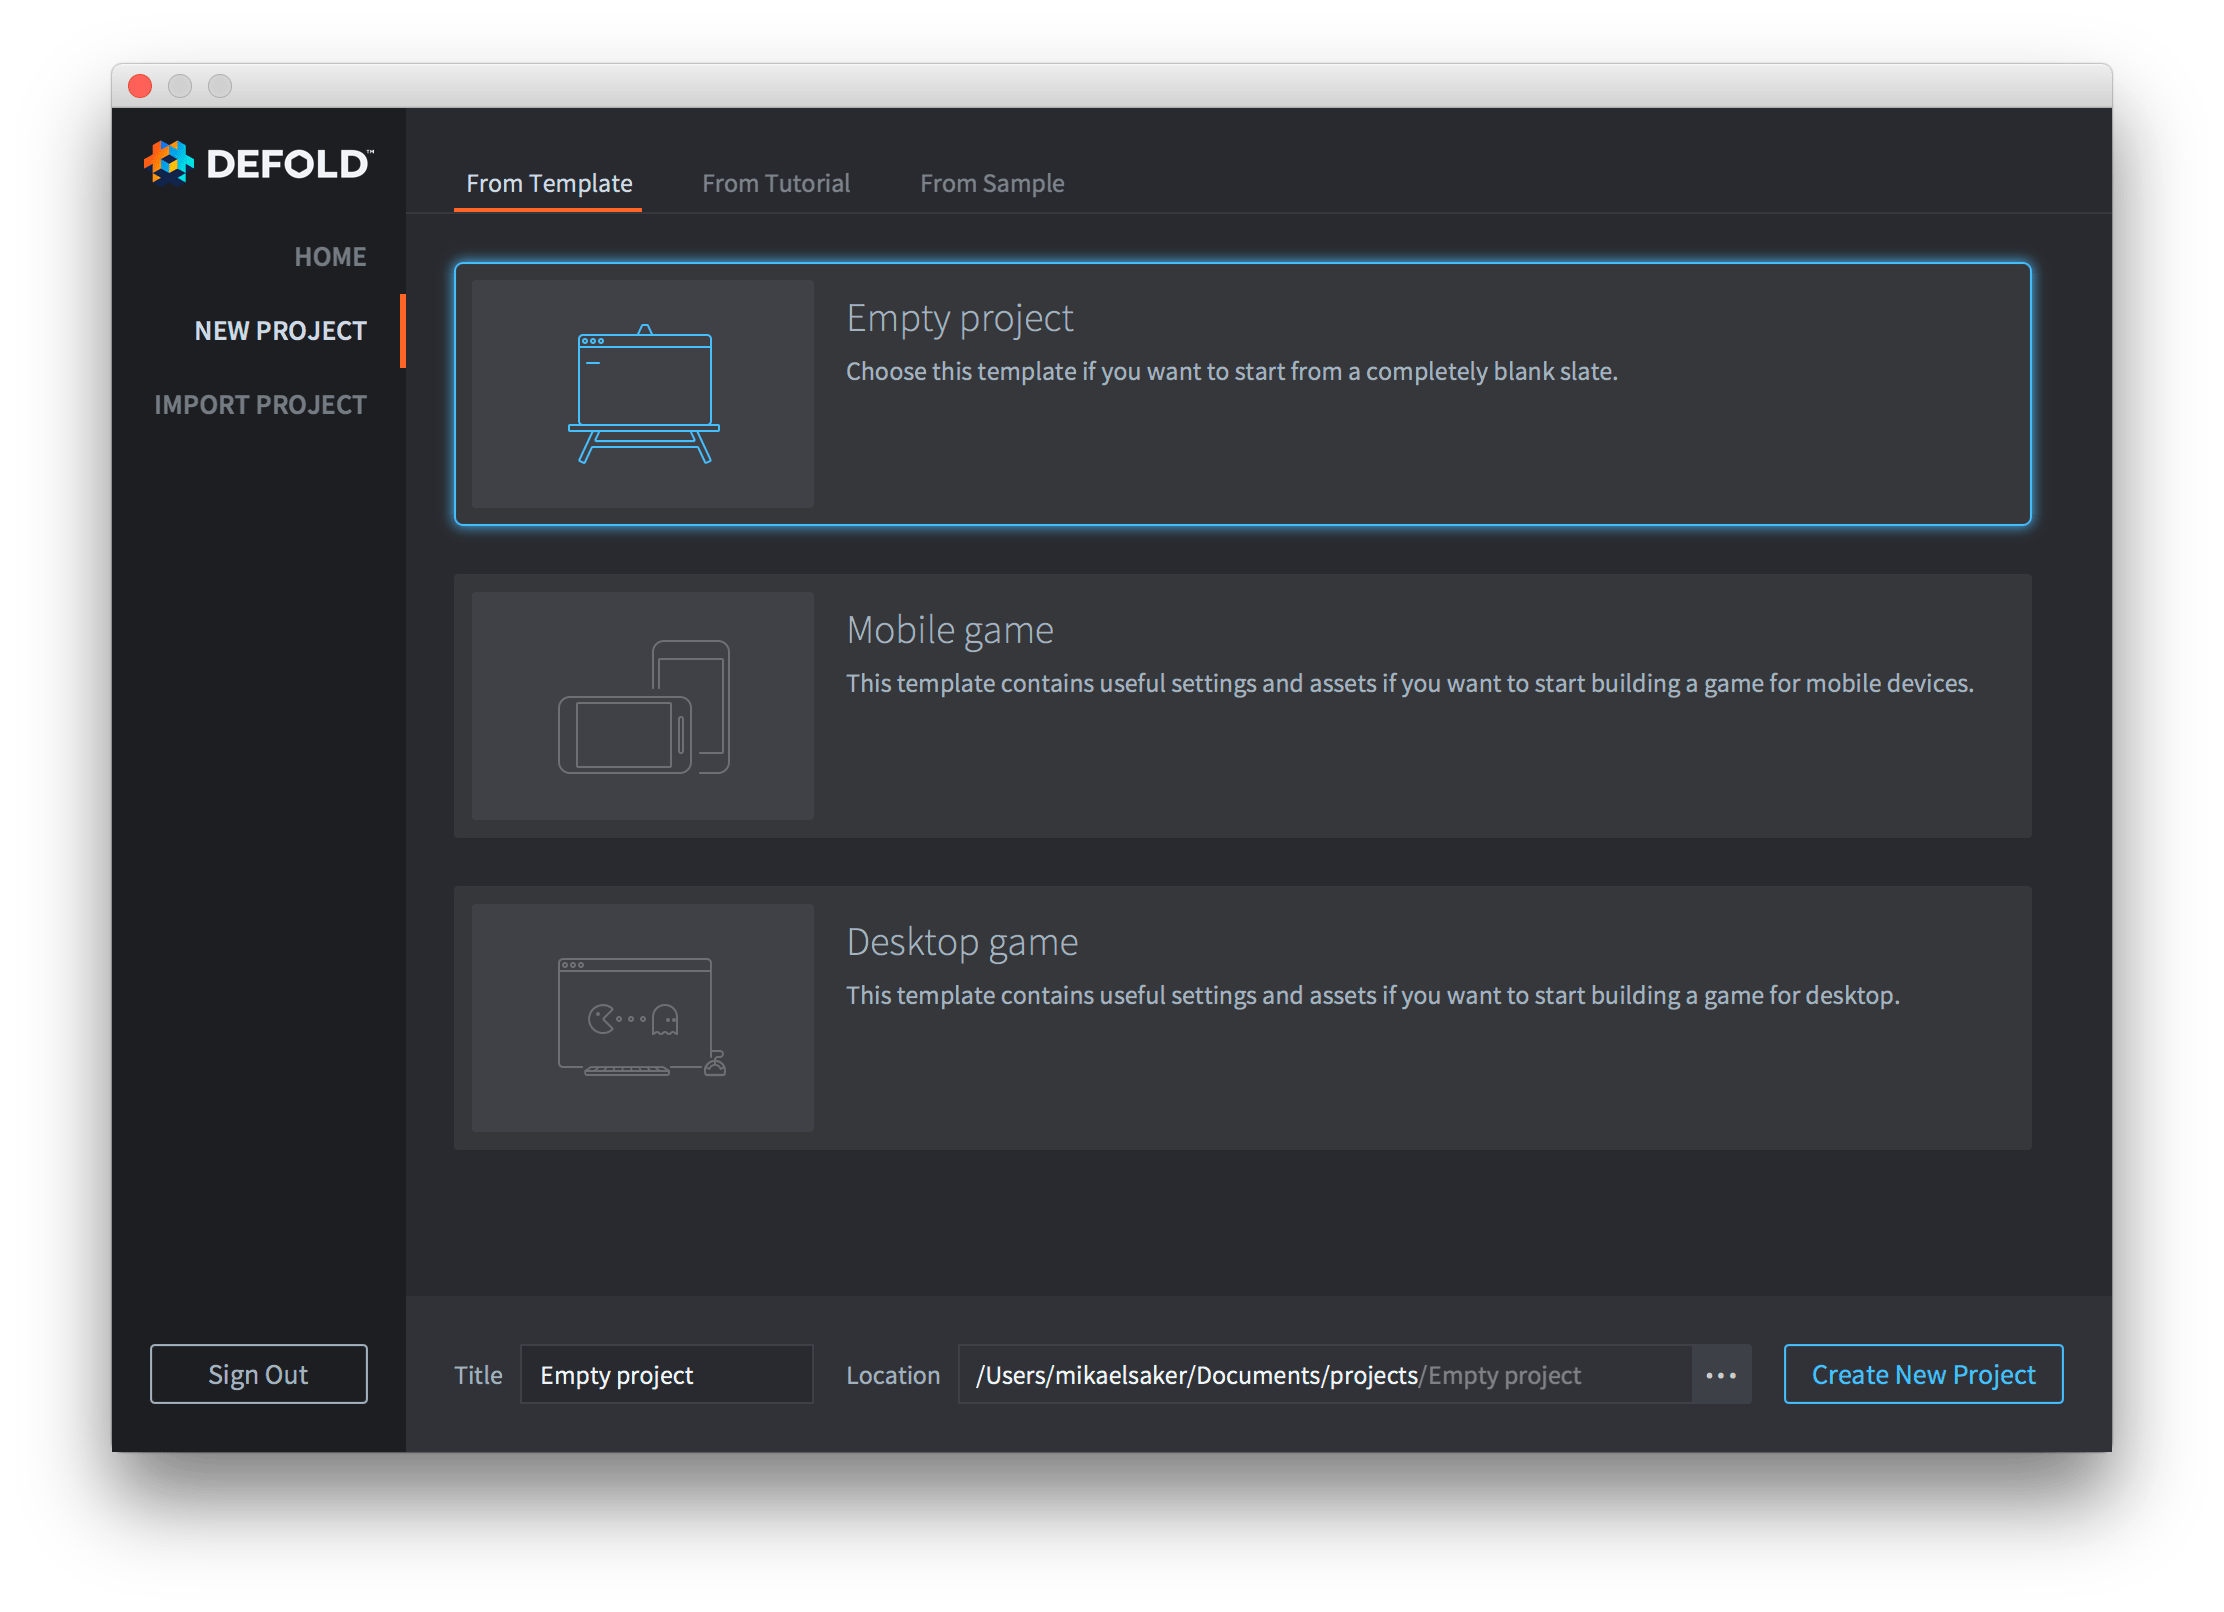 DEFOLD™
HOME
NEW PROJECT
IMPORT PROJECT
Sign Out
From Template From Tutorial From Sample
Empty project
Choose this template if you want to start from a completely blank slate.
Mobile game
This template contains useful settings and assets if you want to start building a game for mobile devices.
Desktop game
This template contains useful settings and assets if you want to start building a game for desktop.
Title Empty project Location /Users/mikaelsaker/Documents/projects/Empty project ••• Create New Project